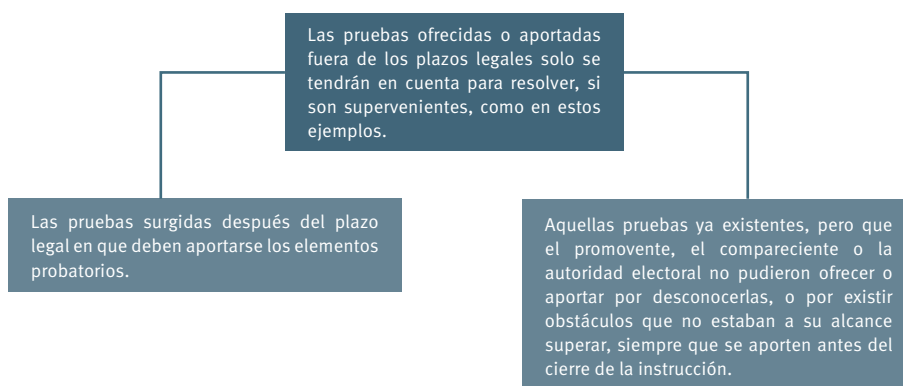 Las pruebas ofrecidas o aportadas
fuera de los plazos legales solo se
tendrán en cuenta para resolver, si
son supervenientes, como en estos
ejemplos.
Las pruebas surgidas después del plazo
legal en que deben aportarse los elementos
probatorios.
Aquellas pruebas ya existentes, pero que
el promovente, el compareciente o la
autoridad electoral no pudieron ofrecer o
aportar por desconocerlas, o por existir
obstáculos que no estaban a su alcance
superar, siempre que se aporten antes del
cierre de la instrucción.